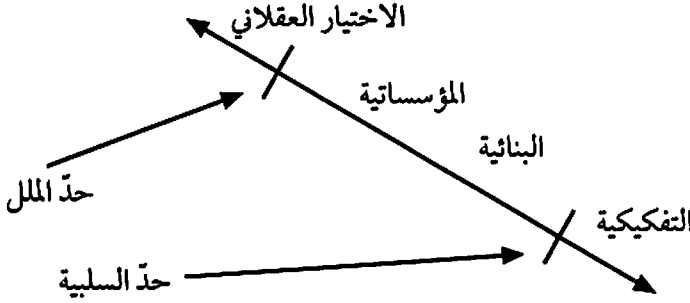 الاختيار العقلاني
المؤسساتية
البنائية
حدّ الملل
التفكيكية
حدّ السلبية